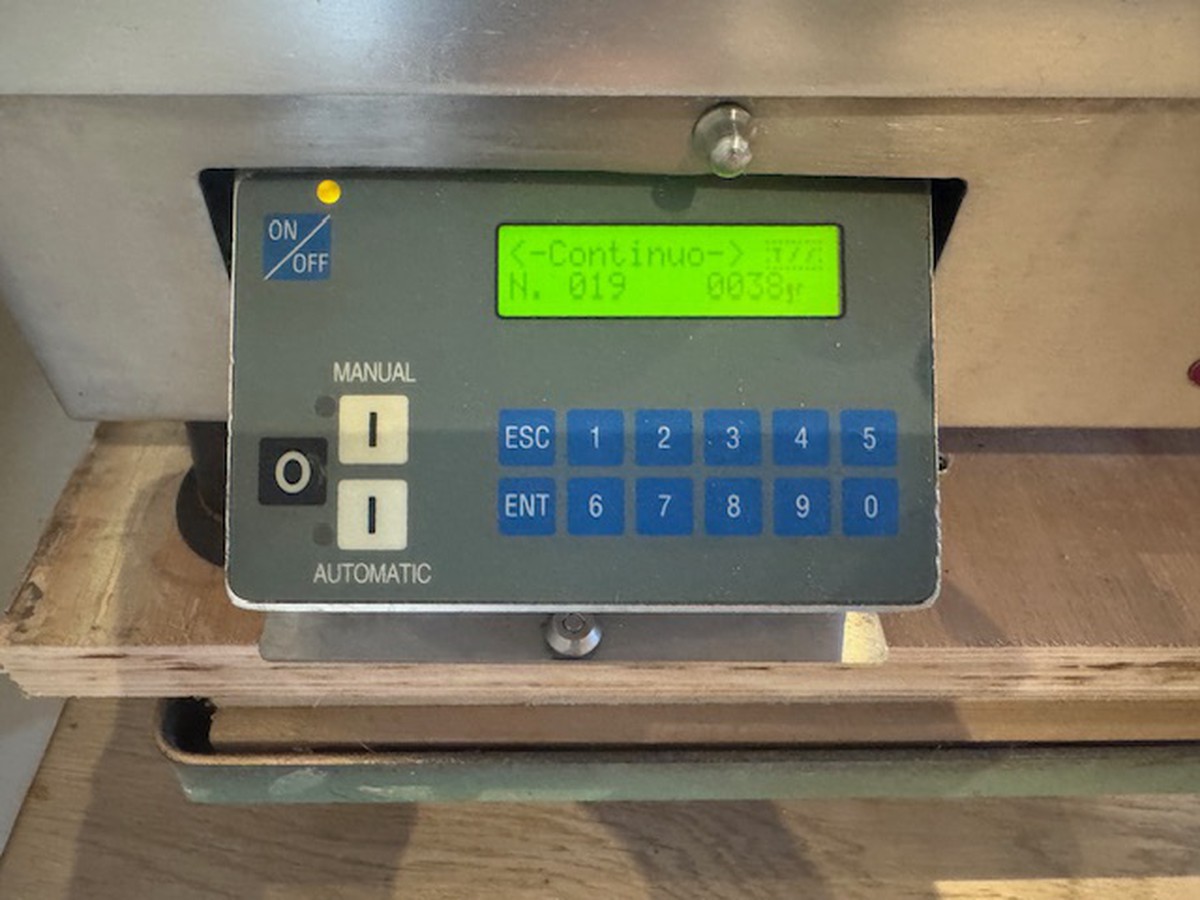 ON
OFF
<-Continuo->
N. 019 0038gr
MANUAL
I
O
I
AUTOMATIC
ESC 1 2 3 4 5
ENT 6 7 8 9 0